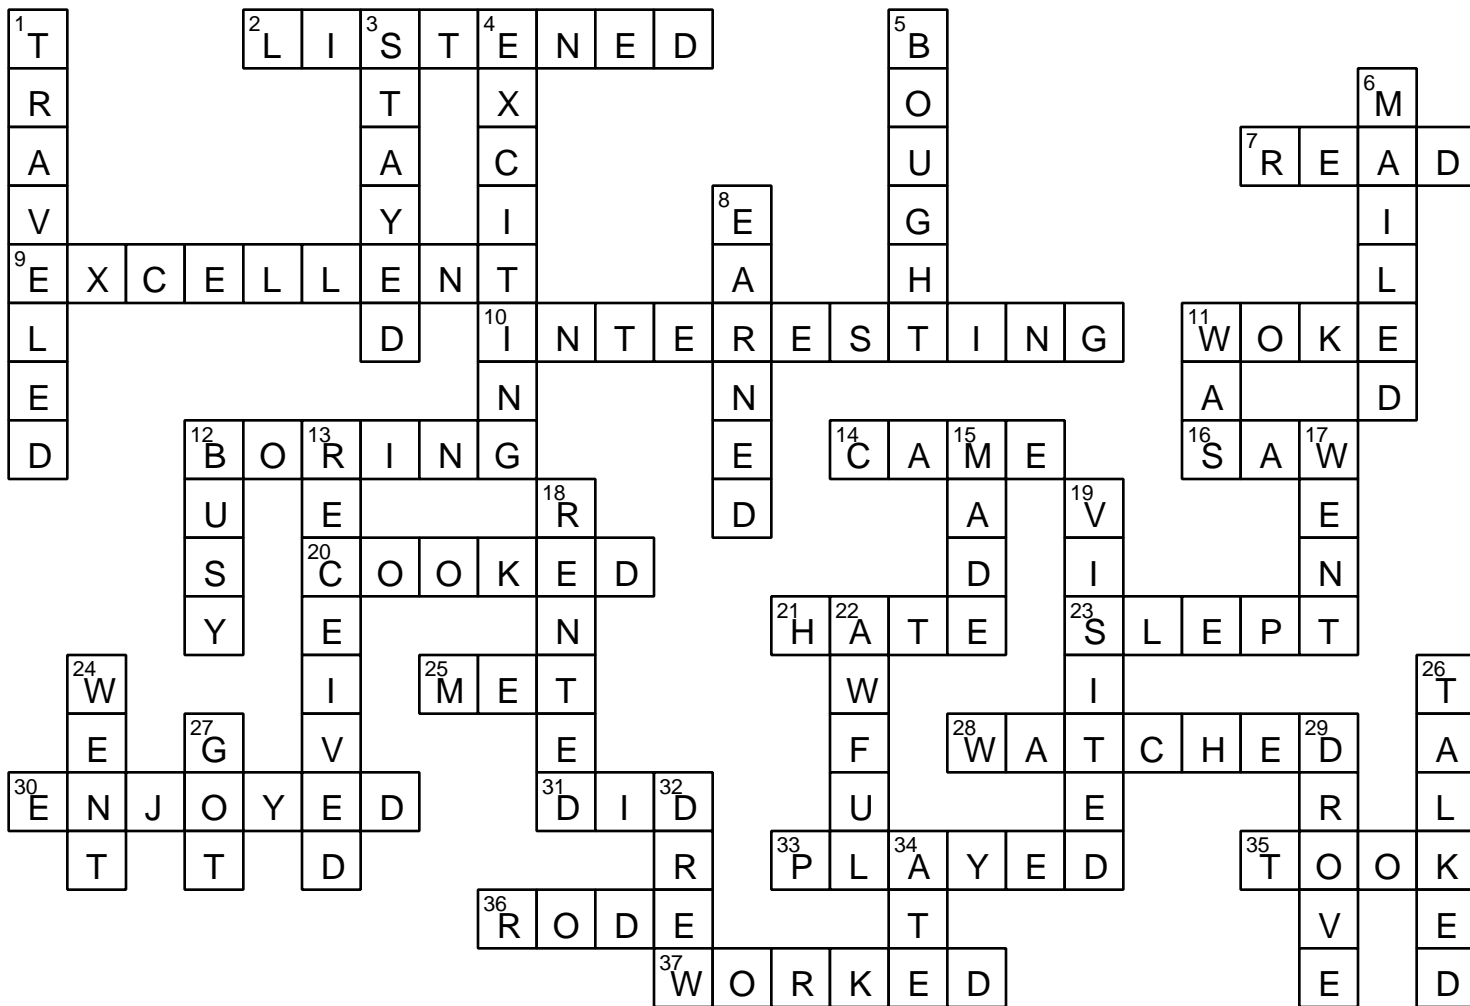 1 T 2 L I 3 S T 4 E N E D 5 B
R T X O 6 M
A A C U 7 R E A D
V Y I 8 E G I
9 E X C E L L E N T A H L
L D 10 I N T E R E S T I N G 11 W O K E
E N N A D
D 12 B O 13 R I N G E 14 C A 15 M E 16 S A 17 W
U E 18 R D A 19 V E
S 20 C O O K E D D I N
Y E N 21 H 22 A T E 23 S L E P T
24 W I 25 M E T W I 26 T
E 27 G V E F 28 W A T C H E 29 D A
30 E N J O Y E D 31 D I 32 D U E R L
T T D R 33 P L 34 A Y E D 35 T O O K
36 R O D E T V E
37 W O R K E D E D